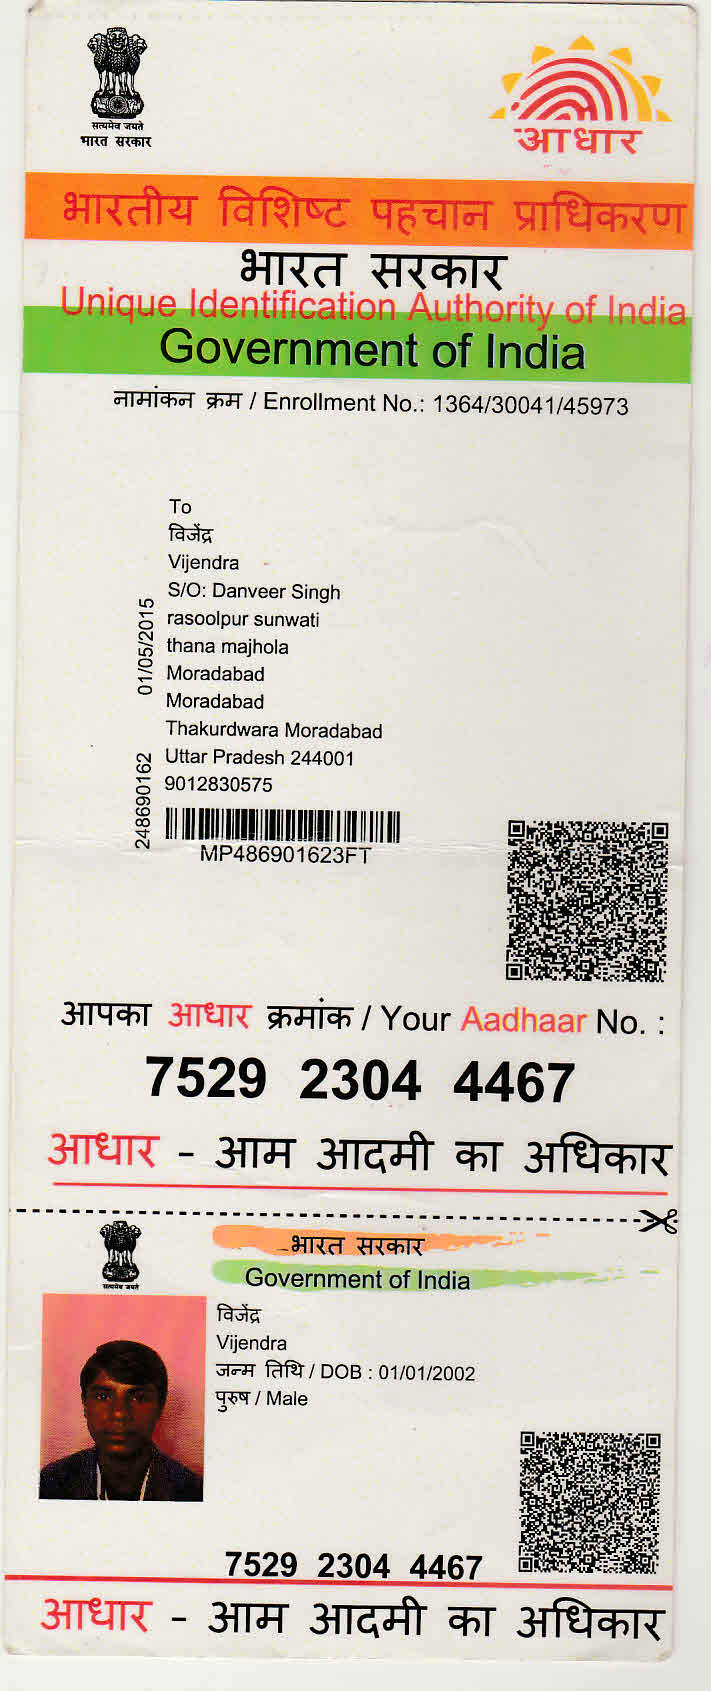 सत्यमेव जयते
भारत सरकार
आधार
भारतीय विशिष्ट पहचान प्राधिकरण
भारत सरकार
Unique Identification Authority of India
Government of India
नामांकन क्रम / Enrollment No.: 1364/30041/45973
To
विजेंद्र
Vijendra
S/O: Danveer Singh
rasoolpur sunwati
thana majhola
Moradabad
Moradabad
Thakurdwara Moradabad
Uttar Pradesh 244001
9012830575
248690162 01/05/2015
MP486901623FT
आपका आधार क्रमांक / Your Aadhaar No. :
7529 2304 4467
आधार - आम आदमी का अधिकार
सत्यमेव जयते
भारत सरकार
Government of India
विजेंद्र
Vijendra
जन्म तिथि / DOB : 01/01/2002
पुरुष / Male
7529 2304 4467
आधार - आम आदमी का अधिकार